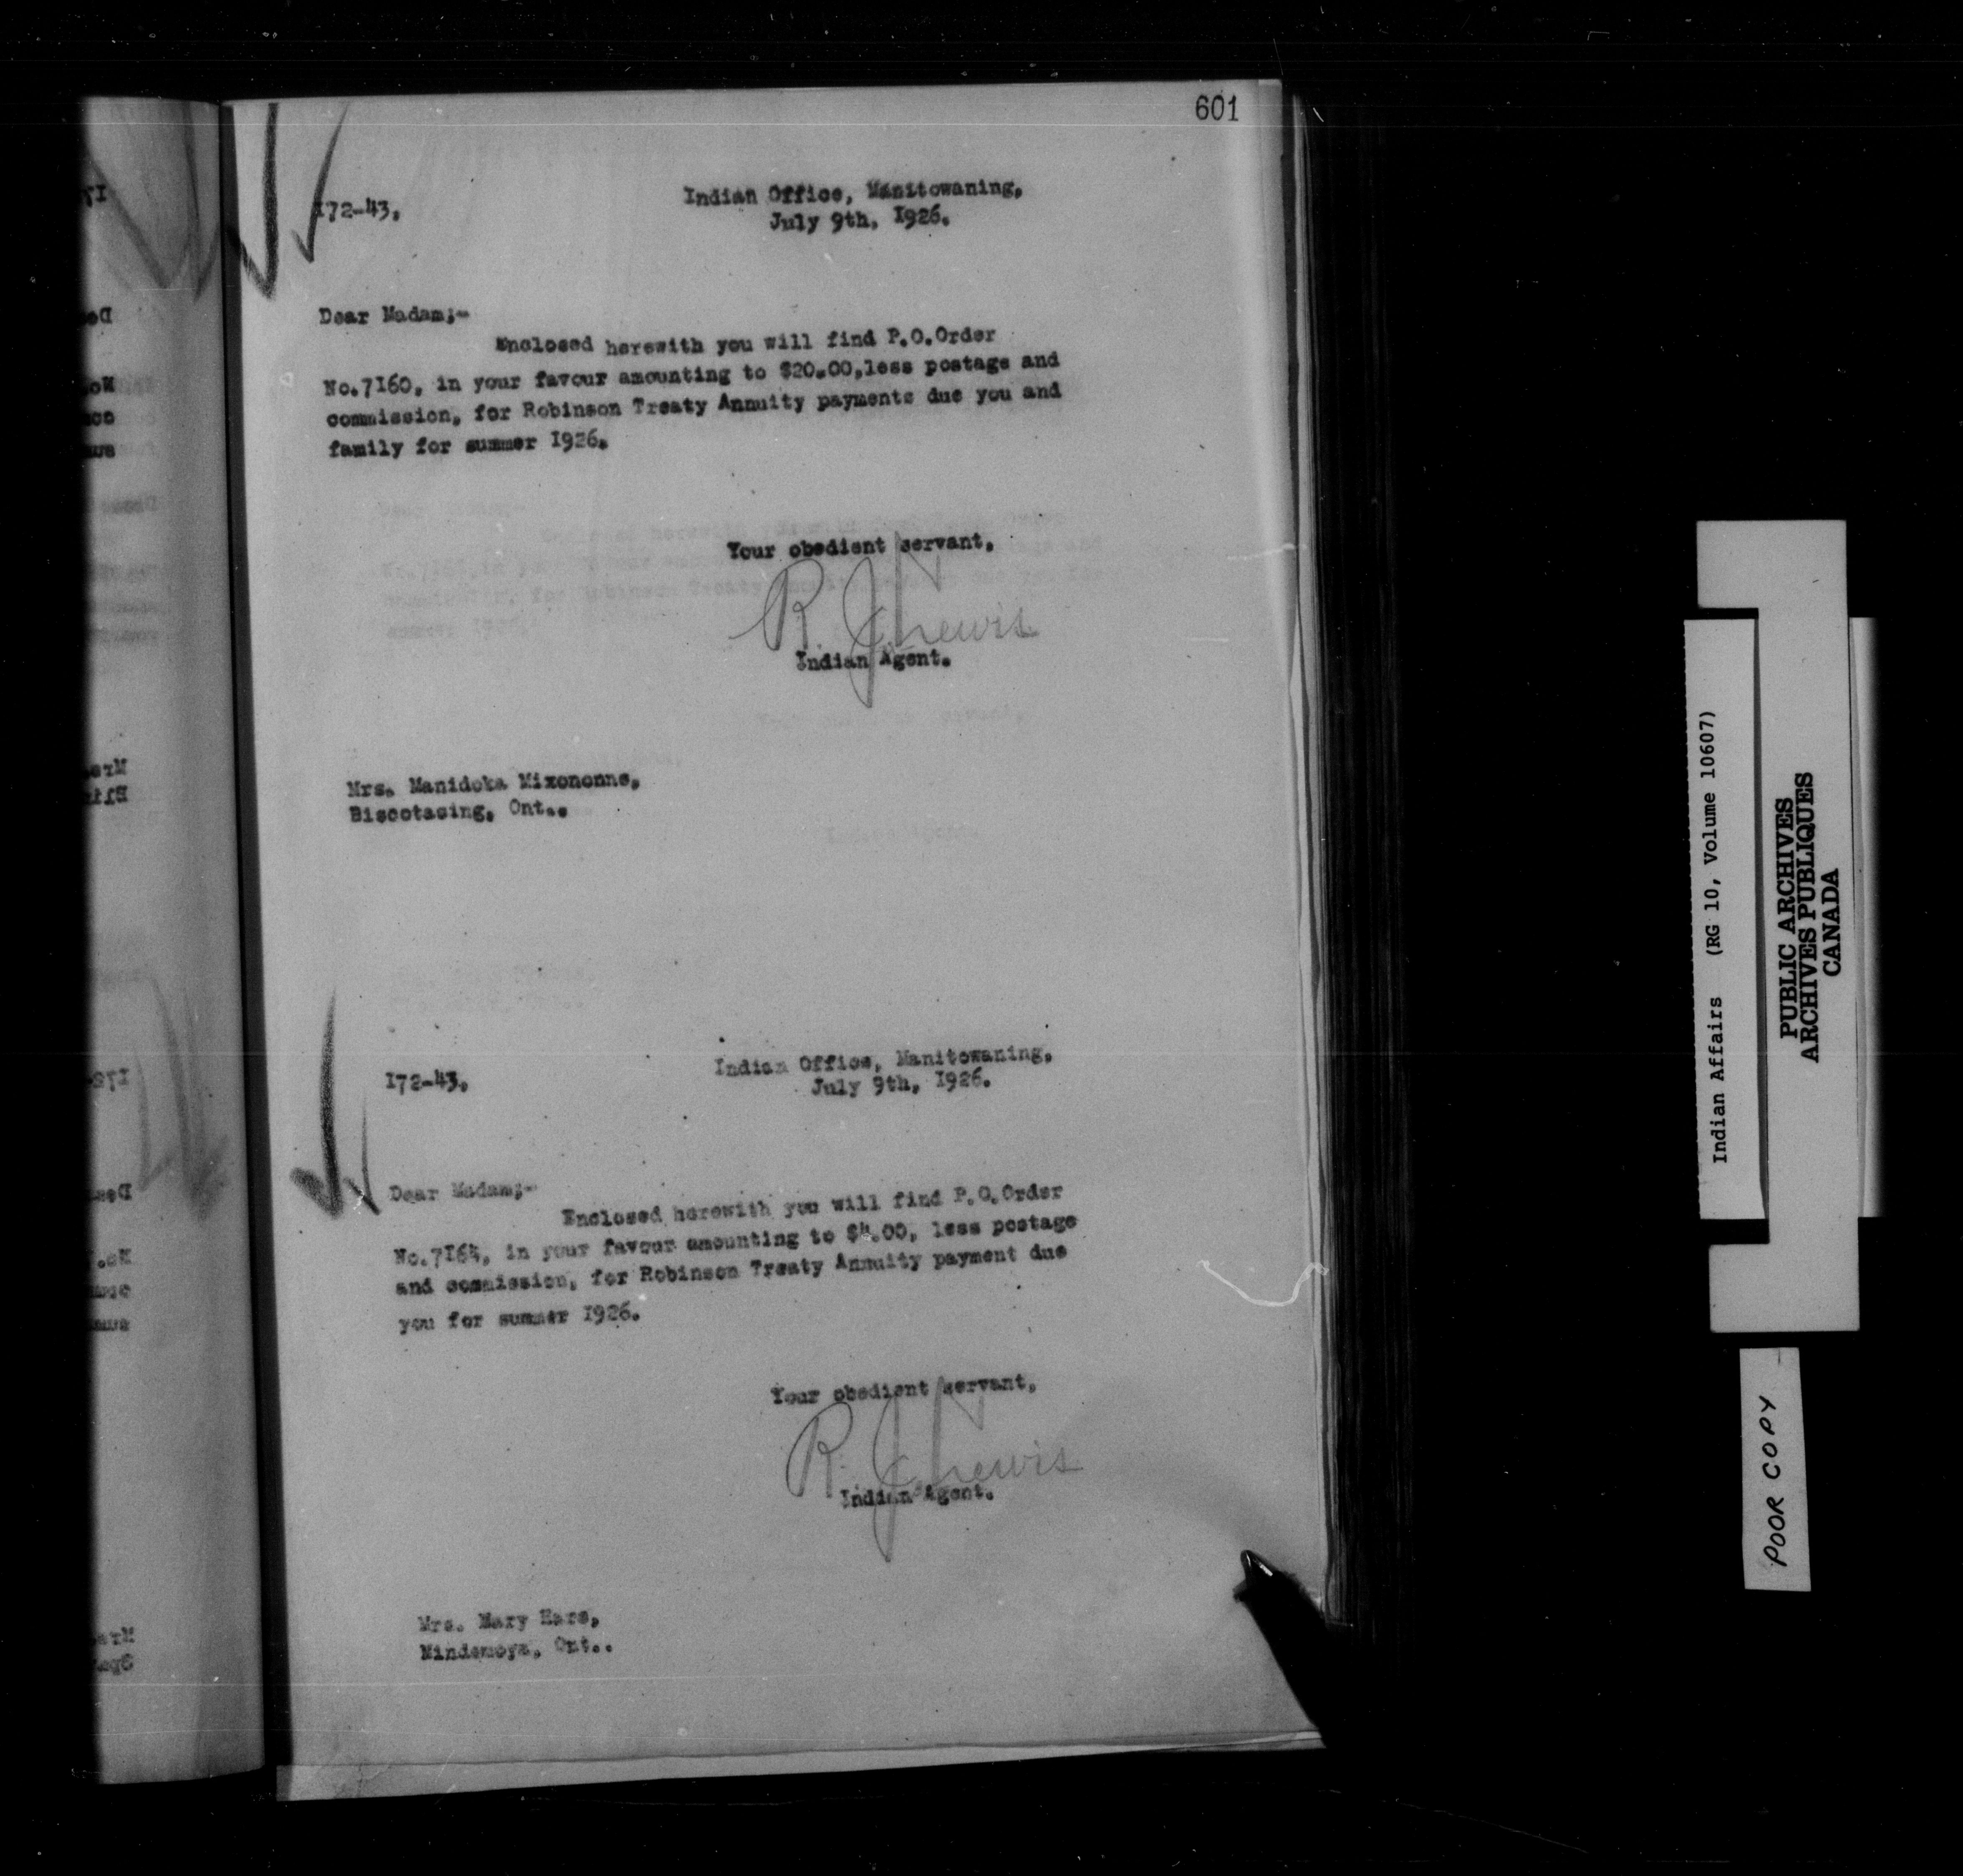 601
172-43.
Indian Office, Manitowaning,
July 9th, 1926.
Dear Madam;-
Enclosed herewith you will find P.O.Order
No.7160, in your favour amounting to $20.00,less postage and
commission, for Robinson Treaty Annuity payments due you and
family for summer 1926.
Your obedient servant,
R. J. Lewis
Indian Agent.
Mrs. Manidoka Mixononne,
Biscotasing, Ont..
172-43.
Indian Office, Manitowaning,
July 9th, 1926.
Dear Madam;-
Enclosed herewith you will find P.O.Order
No.7164, in your favour amounting to $4.00, less postage
and commission, for Robinson Treaty Annuity payment due
you for summer 1926.
Your obedient servant,
R. J. Lewis
Indian Agent.
Mrs. Mary Hare,
Mindemoya, Ont..
Indian Affairs (RG 10, Volume 10607)
PUBLIC ARCHIVES
ARCHIVES PUBLIQUES
CANADA
POOR COPY